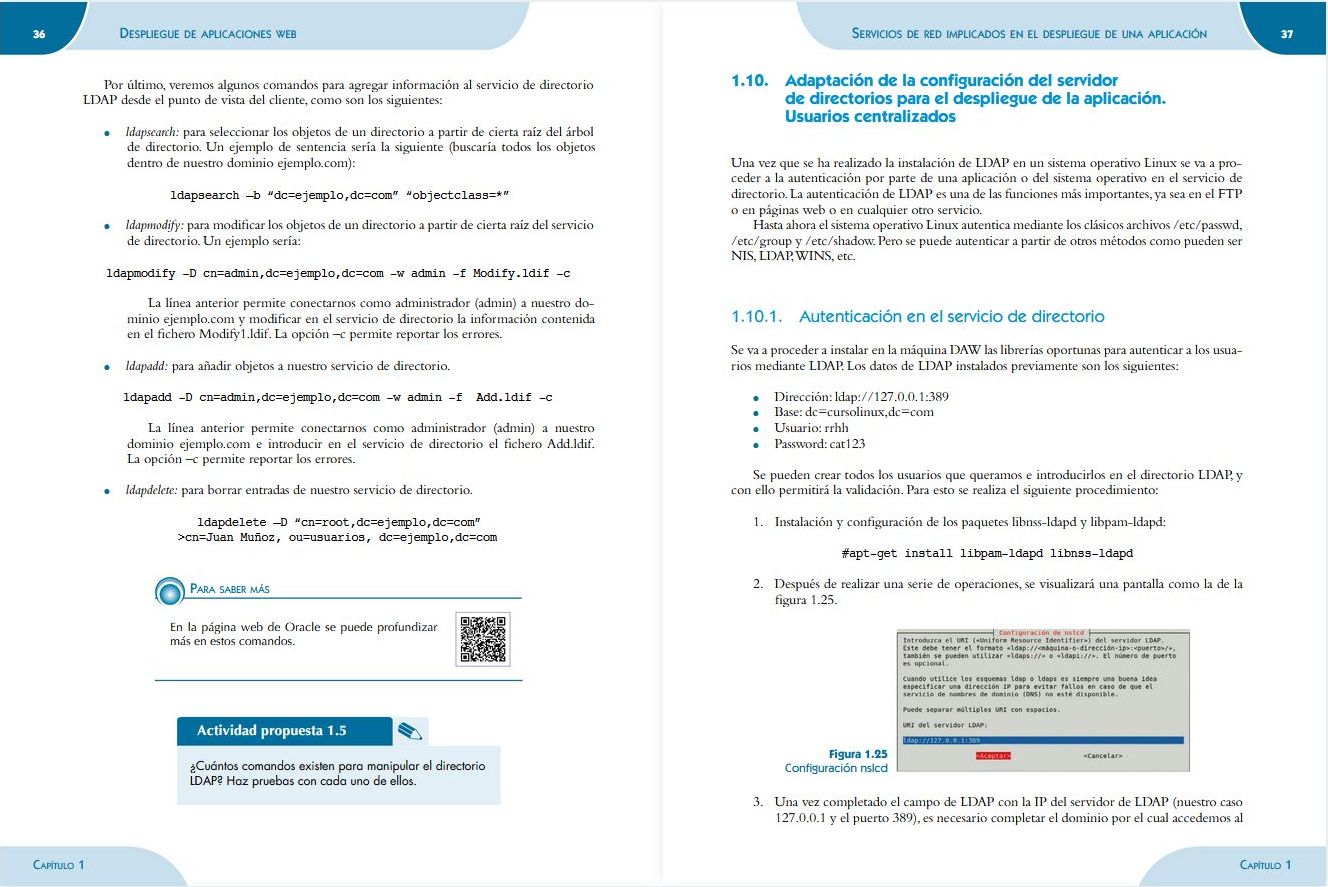 36
DESPLIEGUE DE APLICACIONES WEB
Por último, veremos algunos comandos para agregar información al servicio de directorio
LDAP desde el punto de vista del cliente, como son los siguientes:
• ldapsearch: para seleccionar los objetos de un directorio a partir de cierta raíz del árbol
de directorio. Un ejemplo de sentencia sería la siguiente (buscaría todos los objetos
dentro de nuestro dominio ejemplo.com):
ldapsearch –b “dc=ejemplo,dc=com” “objectclass=*”
• ldapmodify: para modificar los objetos de un directorio a partir de cierta raíz del servicio
de directorio. Un ejemplo sería:
ldapmodify -D cn=admin,dc=ejemplo,dc=com -w admin -f Modify.ldif -c
La línea anterior permite conectarnos como administrador (admin) a nuestro do-
minio ejemplo.com y modificar en el servicio de directorio la información contenida
en el fichero Modify1.ldif. La opción –c permite reportar los errores.
• ldapadd: para añadir objetos a nuestro servicio de directorio.
ldapadd -D cn=admin,dc=ejemplo,dc=com -w admin -f Add.ldif -c
La línea anterior permite conectarnos como administrador (admin) a nuestro
dominio ejemplo.com e introducir en el servicio de directorio el fichero Add.ldif.
La opción –c permite reportar los errores.
• ldapdelete: para borrar entradas de nuestro servicio de directorio.
ldapdelete –D “cn=root,dc=ejemplo,dc=com”
>cn=Juan Muñoz, ou=usuarios, dc=ejemplo,dc=com
PARA SABER MÁS
En la página web de Oracle se puede profundizar
más en estos comandos.
Actividad propuesta 1.5
¿Cuántos comandos existen para manipular el directorio
LDAP? Haz pruebas con cada uno de ellos.
CAPÍTULO 1
SERVICIOS DE RED IMPLICADOS EN EL DESPLIEGUE DE UNA APLICACIÓN
37
1.10. Adaptación de la configuración del servidor
de directorios para el despliegue de la aplicación.
Usuarios centralizados
Una vez que se ha realizado la instalación de LDAP en un sistema operativo Linux se va a pro-
ceder a la autenticación por parte de una aplicación o del sistema operativo en el servicio de
directorio. La autenticación de LDAP es una de las funciones más importantes, ya sea en el FTP
o en páginas web o en cualquier otro servicio.
Hasta ahora el sistema operativo Linux autentica mediante los clásicos archivos /etc/passwd,
/etc/group y /etc/shadow. Pero se puede autenticar a partir de otros métodos como pueden ser
NIS, LDAP, WINS, etc.
1.10.1. Autenticación en el servicio de directorio
Se va a proceder a instalar en la máquina DAW las librerías oportunas para autenticar a los usua-
rios mediante LDAP. Los datos de LDAP instalados previamente son los siguientes:
• Dirección: ldap://127.0.0.1:389
• Base: dc=cursolinux,dc=com
• Usuario: rrhh
• Password: cat123
Se pueden crear todos los usuarios que queramos e introducirlos en el directorio LDAP, y
con ello permitirá la validación. Para esto se realiza el siguiente procedimiento:
1. Instalación y configuración de los paquetes libnss-ldapd y libpam-ldapd:
#apt-get install libpam-ldapd libnss-ldapd
2. Después de realizar una serie de operaciones, se visualizará una pantalla como la de la
figura 1.25.
Configuración de nslcd
Introduzca el URI («Uniform Resource Identifier») del servidor LDAP.
Éste debe tener el formato «ldap://<máquina-o-dirección-ip>:<puerto>/»,
también se pueden utilizar «ldaps://» o «ldapi://». El número de puerto
es opcional.
Cuando utilice los esquemas ldap o ldaps es siempre una buena idea
especificar una dirección IP para evitar fallos en caso de que el
servicio de nombres de dominio (DNS) no esté disponible.
Puede separar múltiples URI con espacios.
URI del servidor LDAP:
ldap://127.0.0.1:389
<Aceptar> <Cancelar>
Figura 1.25
Configuración nslcd
3. Una vez completado el campo de LDAP con la IP del servidor de LDAP (nuestro caso
127.0.0.1 y el puerto 389), es necesario completar el dominio por el cual accedemos al
CAPÍTULO 1